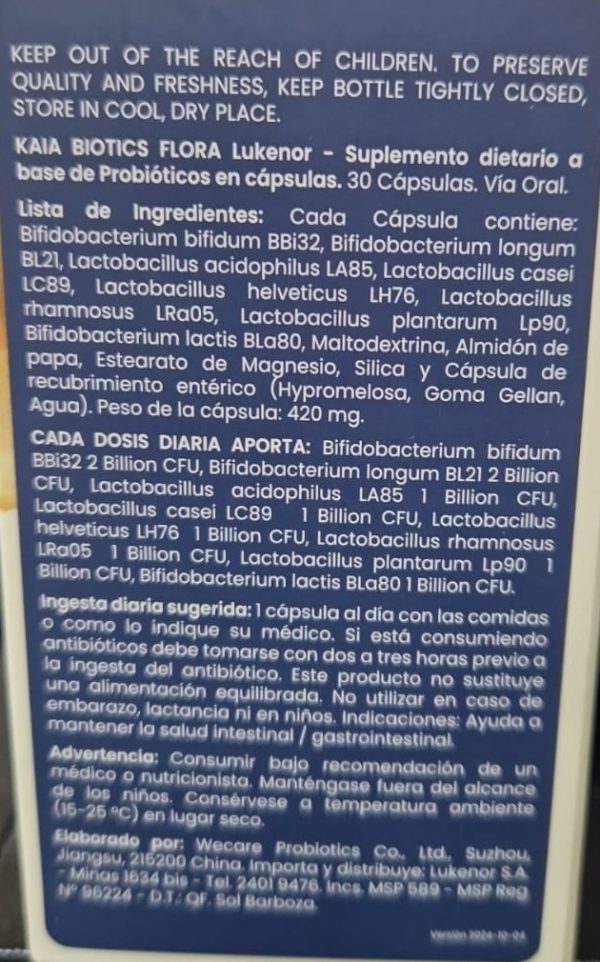 KEEP OUT OF THE REACH OF CHILDREN. TO PRESERVE
QUALITY AND FRESHNESS, KEEP BOTTLE TIGHTLY CLOSED,
STORE IN COOL, DRY PLACE.
KAIA BIOTICS FLORA Lukenor - Suplemento dietario a
base de Probióticos en cápsulas. 30 Cápsulas. Vía Oral.
Lista de Ingredientes: Cada Cápsula contiene:
Bifidobacterium bifidum BBi32, Bifidobacterium longum
BL21, Lactobacillus acidophilus LA85, Lactobacillus casei
LC89, Lactobacillus helveticus LH76, Lactobacillus
rhamnosus LRa05, Lactobacillus plantarum Lp90,
Bifidobacterium lactis BLa80, Maltodextrina, Almidón de
papa, Estearato de Magnesio, Silica y Cápsula de
recubrimiento entérico (Hypromelosa, Goma Gellan,
Agua). Peso de la cápsula: 420 mg.
CADA DOSIS DIARIA APORTA: Bifidobacterium bifidum
BBi32 2 Billion CFU, Bifidobacterium longum BL21 2 Billion
CFU, Lactobacillus acidophilus LA85 1 Billion CFU,
Lactobacillus casei LC89 1 Billion CFU, Lactobacillus
helveticus LH76 1 Billion CFU, Lactobacillus rhamnosus
LRa05 1 Billion CFU, Lactobacillus plantarum Lp90 1
Billion CFU, Bifidobacterium lactis BLa80 1 Billion CFU.
Ingesta diaria sugerida: 1 cápsula al día con las comidas
o como lo indique su médico. Si está consumiendo
antibióticos debe tomarse con dos a tres horas previo a
la ingesta del antibiótico. Este producto no sustituye
una alimentación equilibrada. No utilizar en caso de
embarazo, lactancia ni en niños. Indicaciones: Ayuda a
mantener la salud intestinal / gastrointestinal.
Advertencia: Consumir bajo recomendación de un
médico o nutricionista. Manténgase fuera del alcance
de los niños. Consérvese a temperatura ambiente
(15-25 ºC) en lugar seco.
Elaborado por: Wecare Probiotics Co., Ltd., Suzhou,
Jiangsu, 215200 China. Importa y distribuye: Lukenor S.A.
- Minas 1634 bis - Tel. 2401 9476. Incs. MSP 589 - MSP Reg
Nº 96224 - D.T.: QF. Sol Barboza.
Versión 2024-10-04